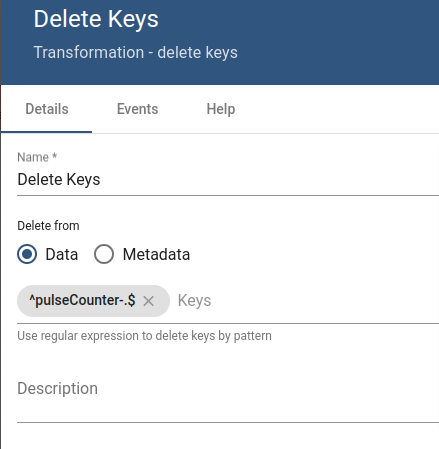 Delete Keys
Transformation - delete keys
Details Events Help
Name *
Delete Keys
Delete from
Data Metadata
^pulseCounter-.$ Keys
Use regular expression to delete keys by pattern
Description